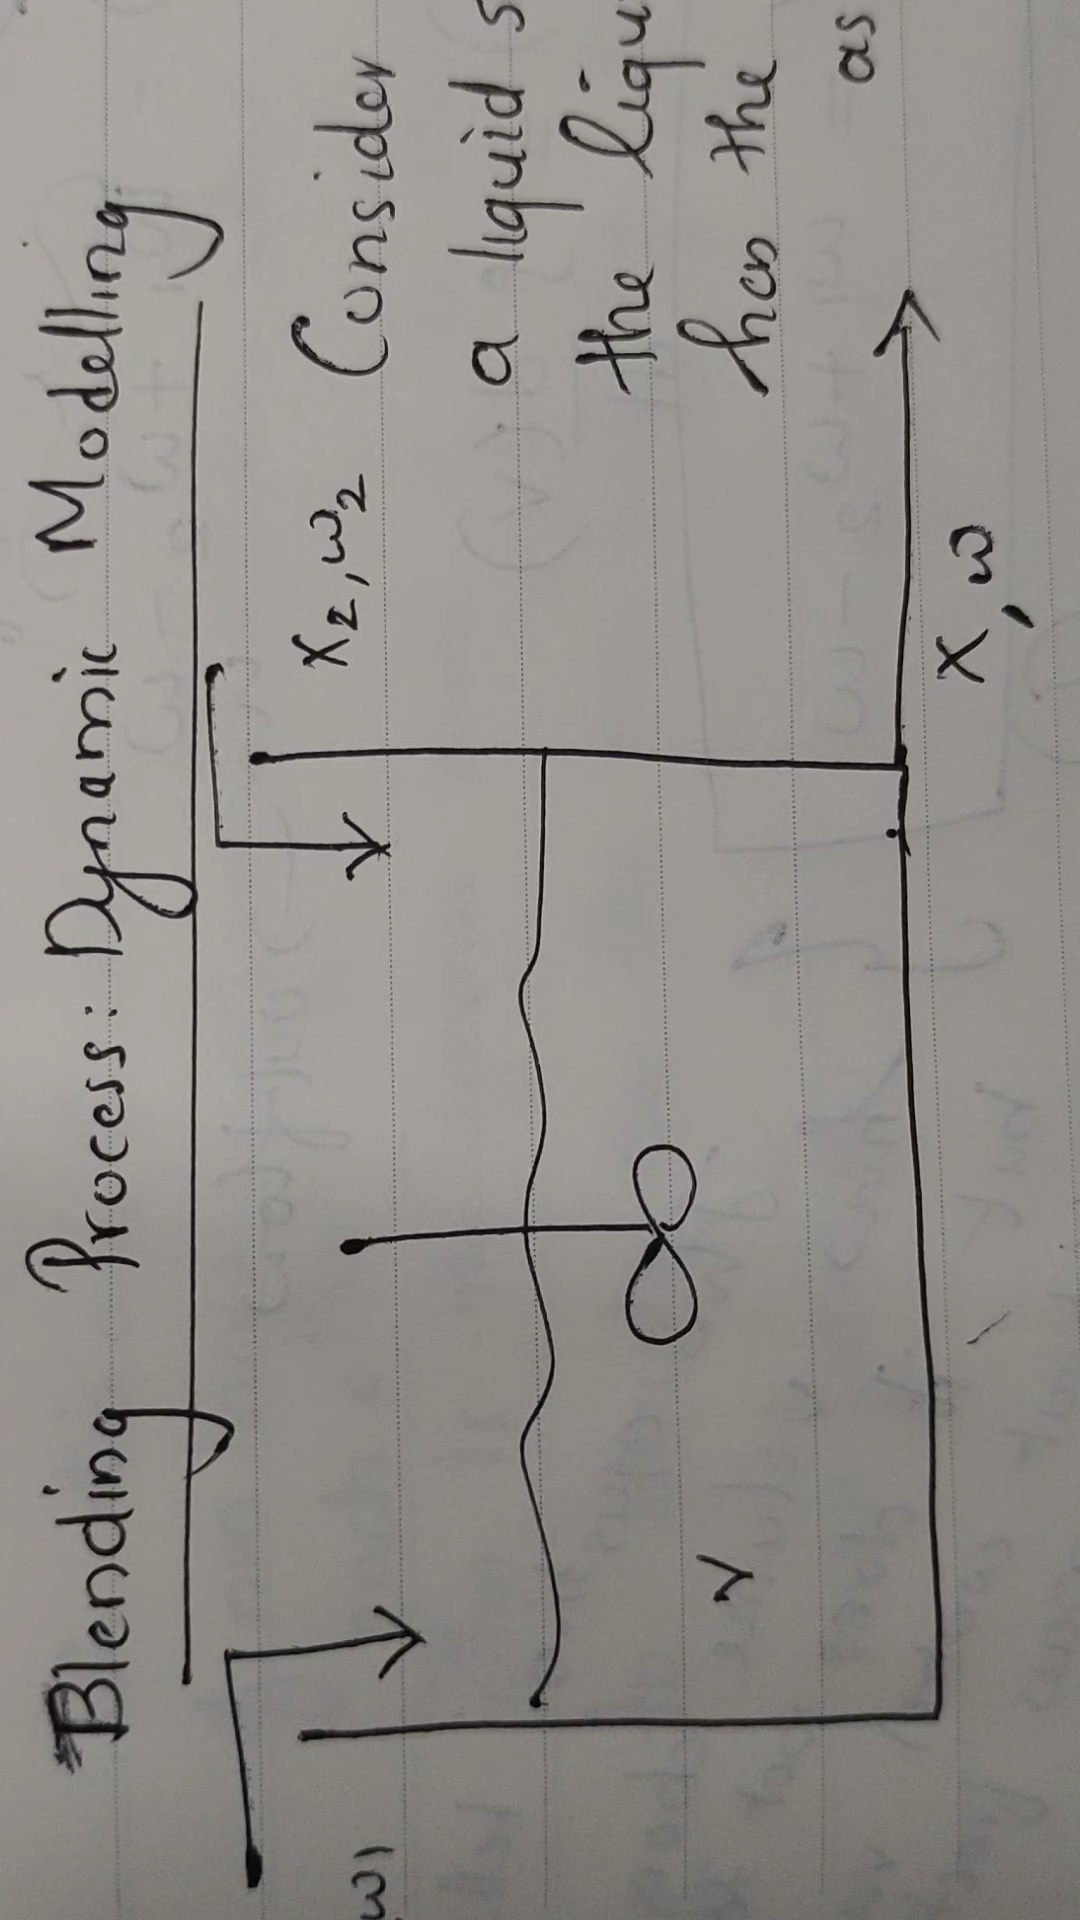 Blending Process: Dynamic Modelling
w1
x2, w2
Consider
a liquid s
the liqu
has the
as
V
x, w